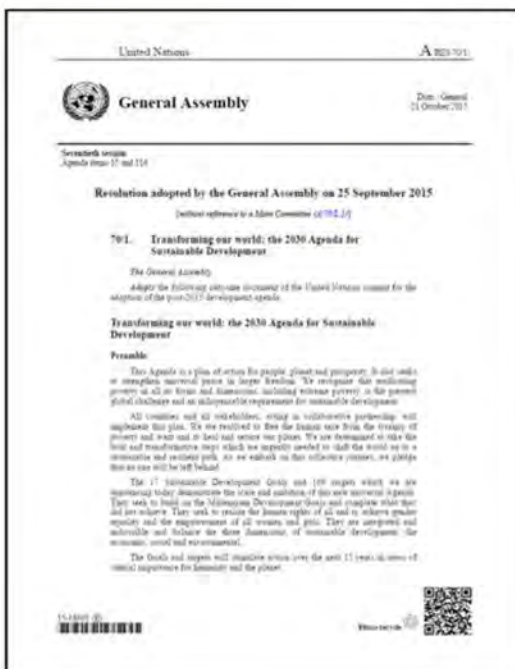 United Nations A/RES/70/1
General Assembly Distr.: General
21 October 2015
Seventieth session
Agenda items 15 and 116
Resolution adopted by the General Assembly on 25 September 2015
[without reference to a Main Committee (A/70/L.1)]
70/1. Transforming our world: the 2030 Agenda for
Sustainable Development
The General Assembly
Adopts the following outcome document of the United Nations summit for the
adoption of the post-2015 development agenda:
Transforming our world: the 2030 Agenda for Sustainable
Development
Preamble
This Agenda is a plan of action for people, planet and prosperity. It also seeks
to strengthen universal peace in larger freedom. We recognize that eradicating
poverty in all its forms and dimensions, including extreme poverty, is the greatest
global challenge and an indispensable requirement for sustainable development.
All countries and all stakeholders, acting in collaborative partnership, will
implement this plan. We are resolved to free the human race from the tyranny of
poverty and want and to heal and secure our planet. We are determined to take the
bold and transformative steps which are urgently needed to shift the world on to a
sustainable and resilient path. As we embark on this collective journey, we pledge
that no one will be left behind.
The 17 Sustainable Development Goals and 169 targets which we are
announcing today demonstrate the scale and ambition of this new universal Agenda.
They seek to build on the Millennium Development Goals and complete what they
did not achieve. They seek to realize the human rights of all and to achieve gender
equality and the empowerment of all women and girls. They are integrated and
indivisible and balance the three dimensions of sustainable development: the
economic, social and environmental.
The Goals and targets will stimulate action over the next 15 years in areas of
critical importance for humanity and the planet.
Please recycle